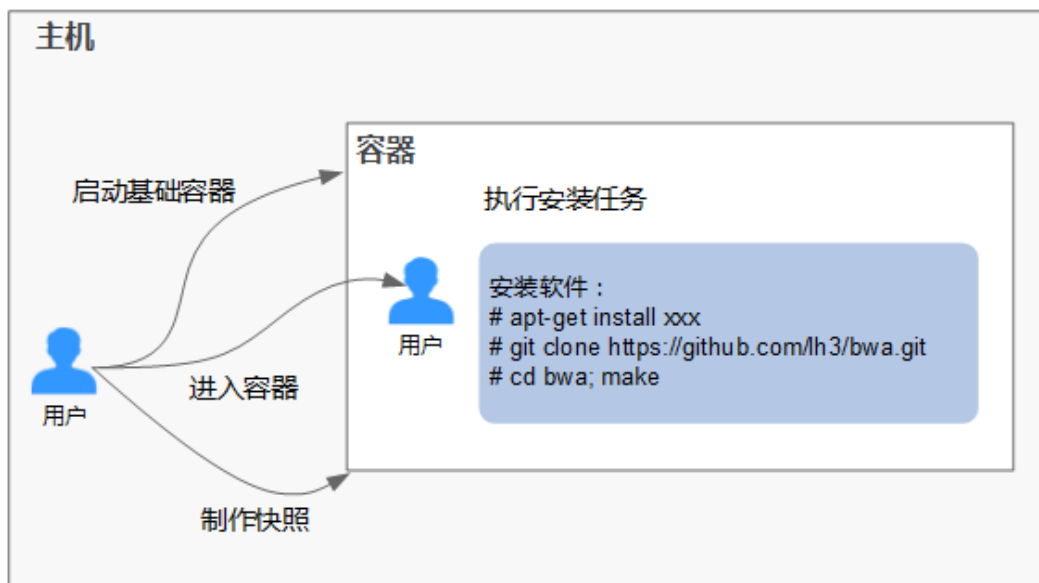 主机
容器
启动基础容器
执行安装任务
安装软件：
# apt-get install xxx
# git clone https://github.com/lh3/bwa.git
# cd bwa; make
用户
进入容器
用户
制作快照